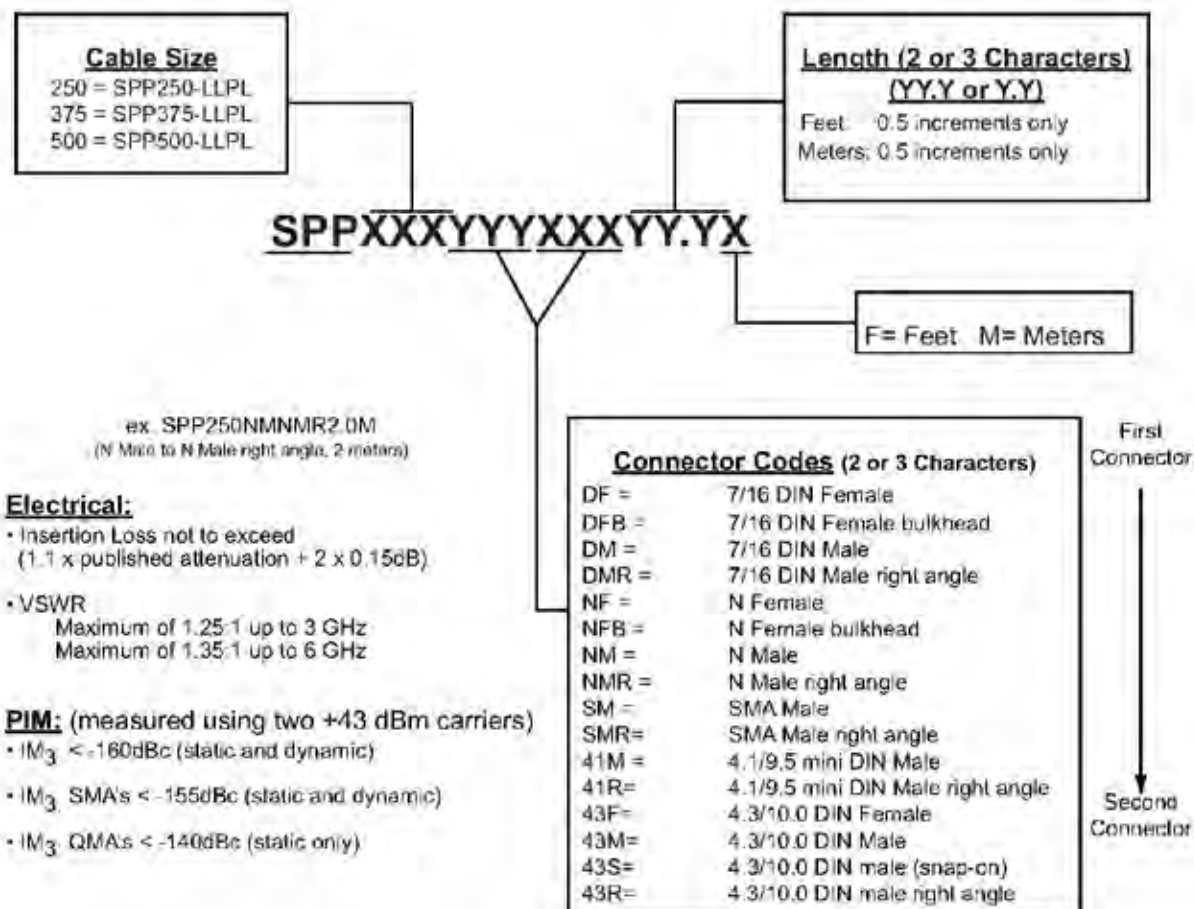 Cable Size
250 = SPP250-LLPL
375 = SPP375-LLPL
500 = SPP500-LLPL
Length (2 or 3 Characters)
(YY.Y or Y.Y)
Feet: 0.5 increments only
Meters: 0.5 increments only
SPPXXXYYYXXXYY.YX
F= Feet M= Meters
ex. SPP250NMNMR2.0M
(N Male to N Male right angle, 2 meters)
Electrical:
• Insertion Loss not to exceed
(1.1 x published attenuation + 2 x 0.15dB)
• VSWR
Maximum of 1.25:1 up to 3 GHz
Maximum of 1.35:1 up to 6 GHz
PIM: (measured using two +43 dBm carriers)
• IM3 < -160dBc (static and dynamic)
• IM3 SMA's < -155dBc (static and dynamic)
• IM3 QMA's < -140dBc (static only)
Connector Codes (2 or 3 Characters)
DF = 7/16 DIN Female
DFB = 7/16 DIN Female bulkhead
DM = 7/16 DIN Male
DMR = 7/16 DIN Male right angle
NF = N Female
NFB = N Female bulkhead
NM = N Male
NMR = N Male right angle
SM = SMA Male
SMR= SMA Male right angle
41M = 4.1/9.5 mini DIN Male
41R= 4.1/9.5 mini DIN Male right angle
43F= 4.3/10.0 DIN Female
43M= 4.3/10.0 DIN Male
43S= 4.3/10.0 DIN male (snap-on)
43R= 4.3/10.0 DIN male right angle
First
Connector
Second
Connector